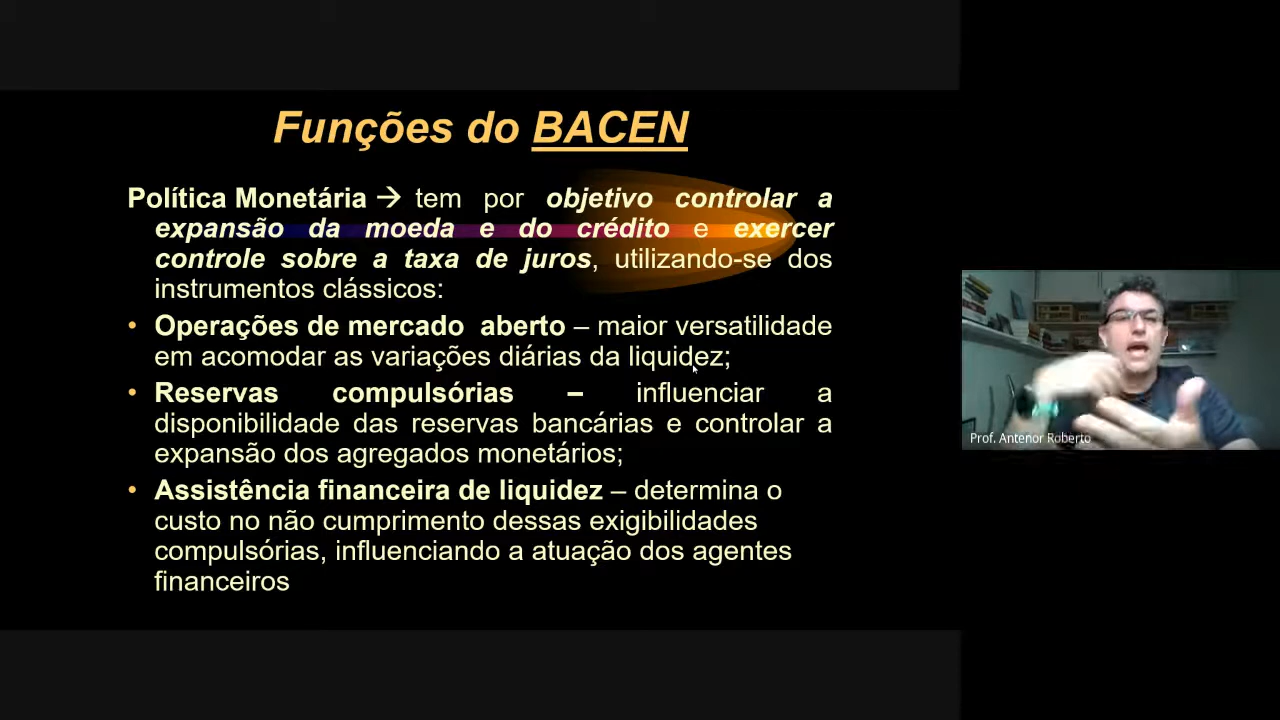 Funções do BACEN
Política Monetária → tem por objetivo controlar a
expansão da moeda e do crédito e exercer
controle sobre a taxa de juros, utilizando-se dos
instrumentos clássicos:
• Operações de mercado aberto – maior versatilidade
em acomodar as variações diárias da liquidez;
• Reservas compulsórias – influenciar a
disponibilidade das reservas bancárias e controlar a
expansão dos agregados monetários;
• Assistência financeira de liquidez – determina o
custo no não cumprimento dessas exigibilidades
compulsórias, influenciando a atuação dos agentes
financeiros
Prof. Antenor Roberto